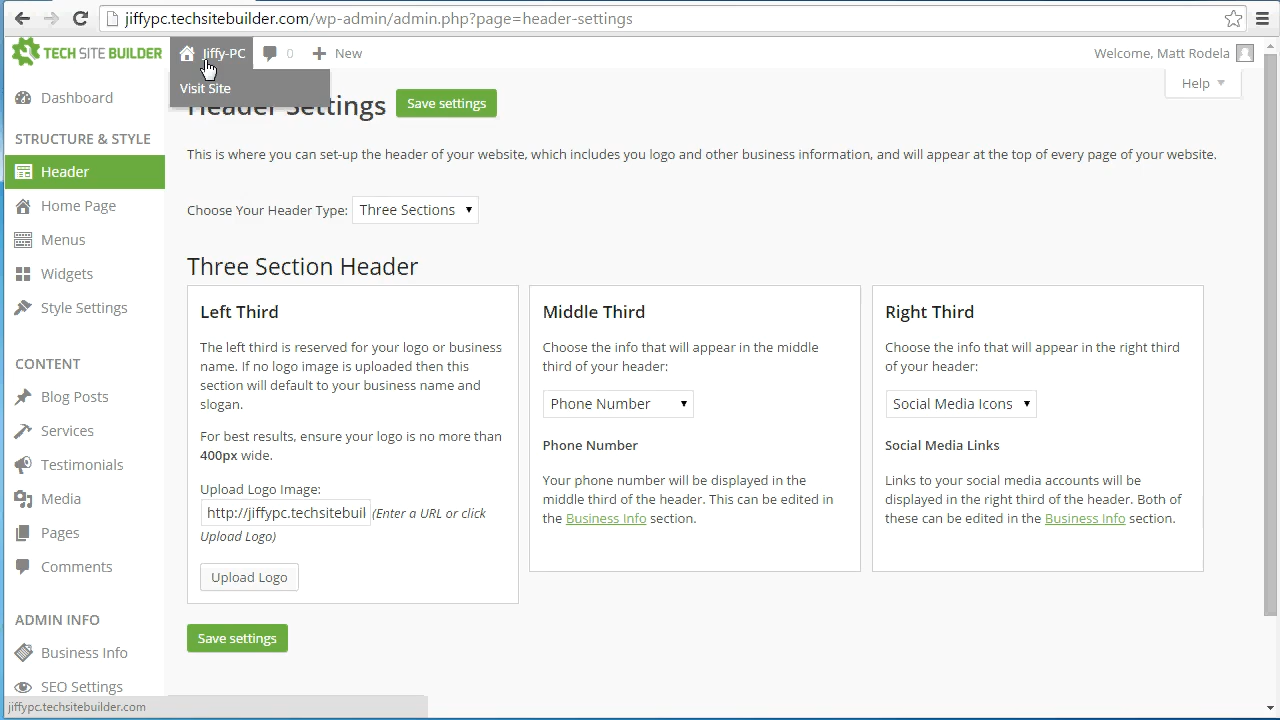 jiffypc.techsitebuilder.com/wp-admin/admin.php?page=header-settings
TECH SITE BUILDER
Jiffy-PC
0
New
Welcome, Matt Rodela
Visit Site
Help
Header Settings
Save settings
This is where you can set-up the header of your website, which includes you logo and other business information, and will appear at the top of every page of your website.
Choose Your Header Type:
Three Sections
Dashboard
STRUCTURE & STYLE
Header
Home Page
Menus
Widgets
Style Settings
CONTENT
Blog Posts
Services
Testimonials
Media
Pages
Comments
ADMIN INFO
Business Info
SEO Settings
Three Section Header
Left Third
The left third is reserved for your logo or business
name. If no logo image is uploaded then this
section will default to your business name and
slogan.
For best results, ensure your logo is no more than
400px wide.
Upload Logo Image:
http://jiffypc.techsitebuil
(Enter a URL or click
Upload Logo)
Upload Logo
Middle Third
Choose the info that will appear in the middle
third of your header:
Phone Number
Phone Number
Your phone number will be displayed in the
middle third of the header. This can be edited in
the Business Info section.
Right Third
Choose the info that will appear in the right third
of your header:
Social Media Icons
Social Media Links
Links to your social media accounts will be
displayed in the right third of the header. Both of
these can be edited in the Business Info section.
Save settings
jiffypc.techsitebuilder.com